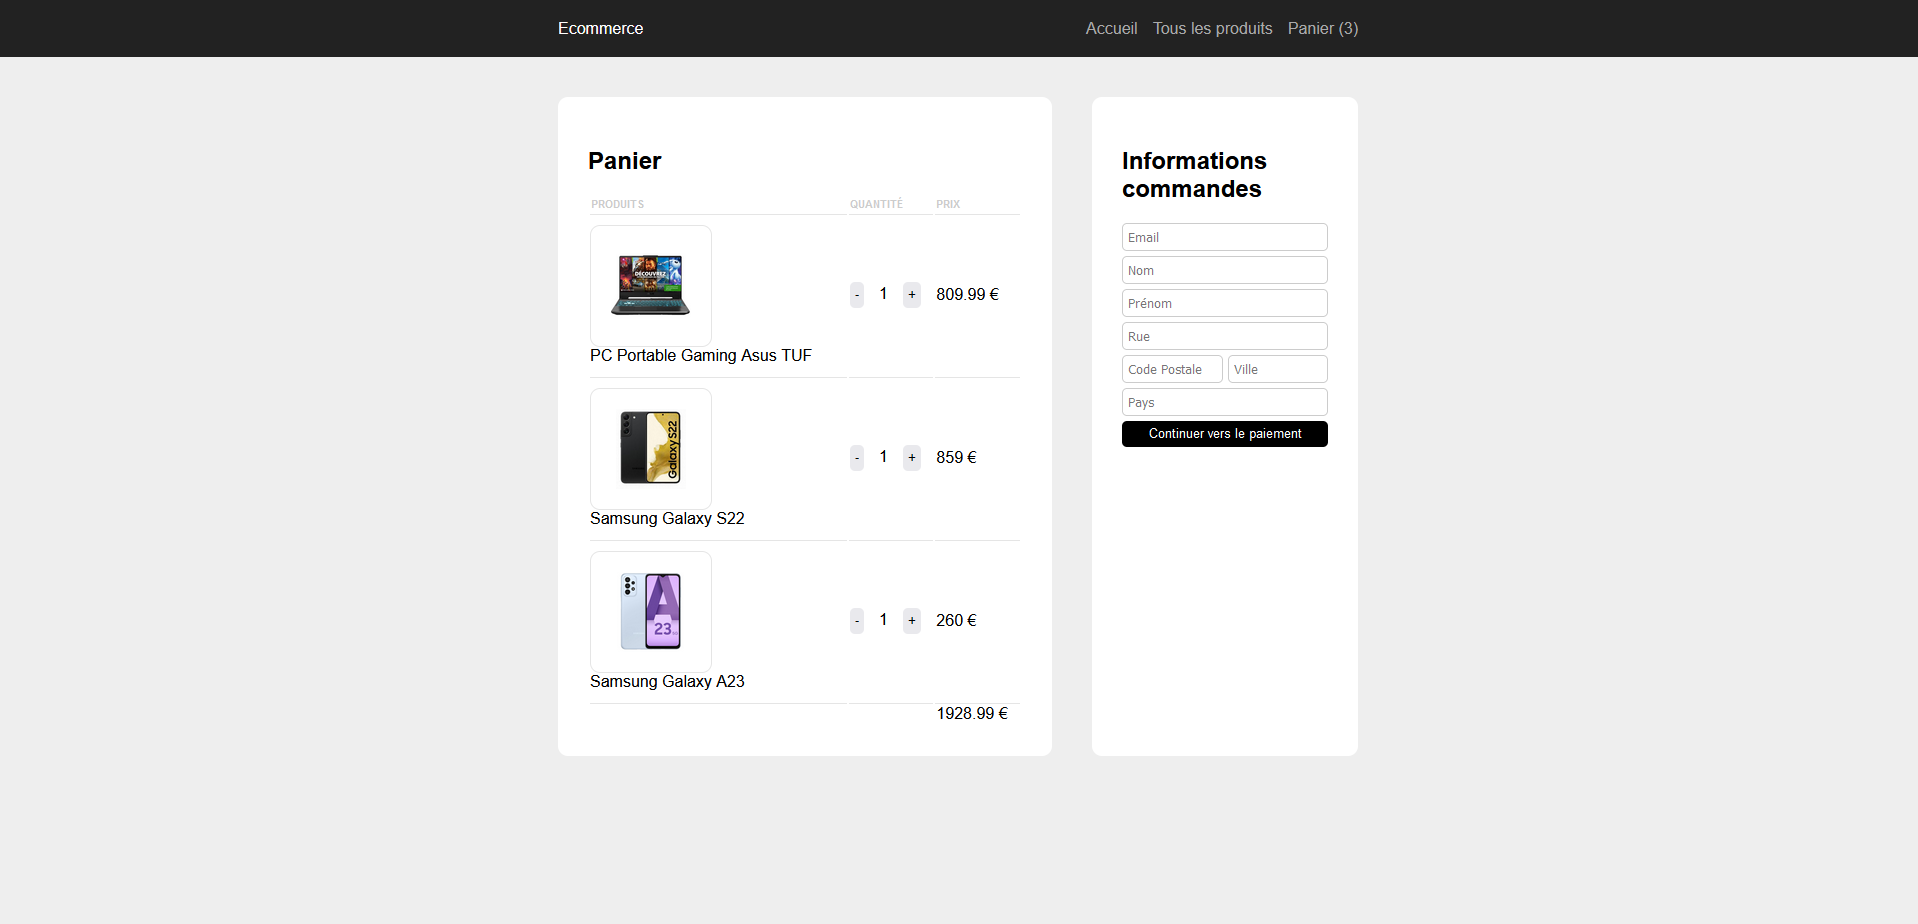 Ecommerce
Accueil Tous les produits Panier (3)
Panier
PRODUITS QUANTITÉ PRIX
DÉCOUVREZ
- 1 + 809.99 €
PC Portable Gaming Asus TUF
Galaxy S22
- 1 + 859 €
Samsung Galaxy S22
A
23
- 1 + 260 €
Samsung Galaxy A23
1928.99 €
Informations
commandes
Email
Nom
Prénom
Rue
Code Postale Ville
Pays
Continuer vers le paiement